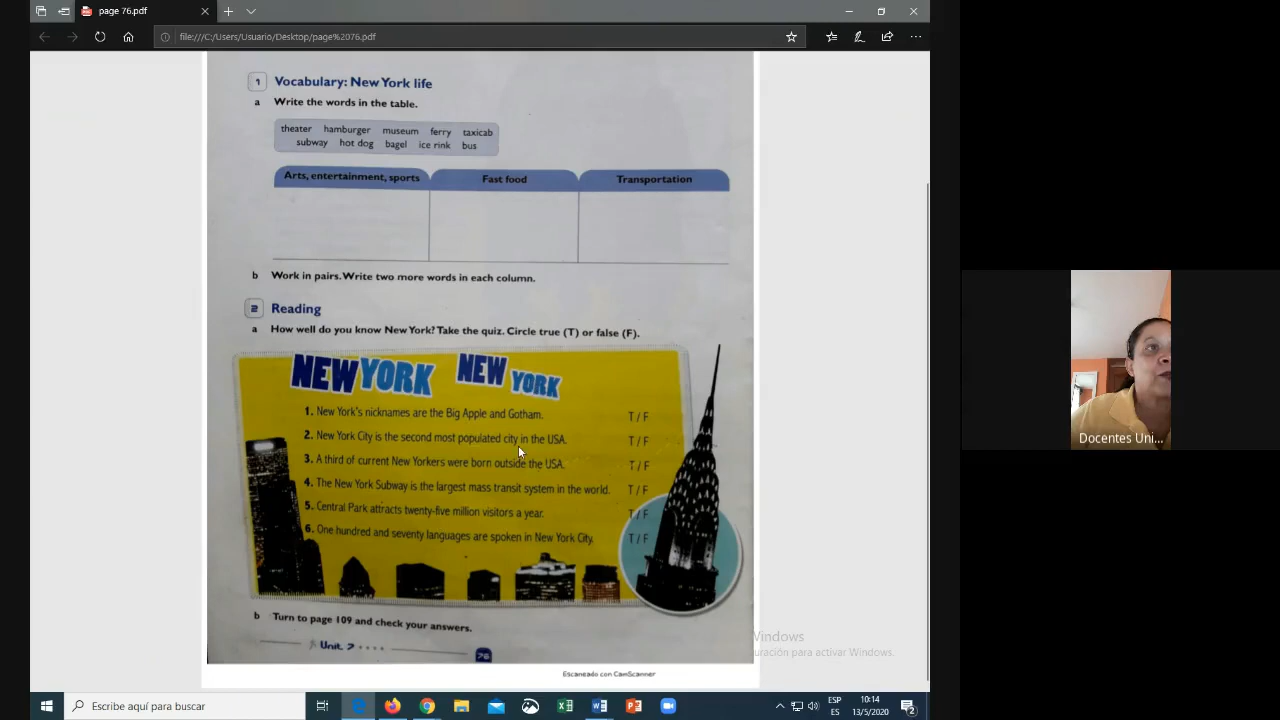 page 76.pdf
file:///C:/Users/Usuario/Desktop/page%2076.pdf
1 Vocabulary: New York life
a Write the words in the table.
theater hamburger museum ferry taxicab
subway hot dog bagel ice rink bus
Arts, entertainment, sports Fast food Transportation
b Work in pairs. Write two more words in each column.
2 Reading
a How well do you know New York? Take the quiz. Circle true (T) or false (F).
NEW YORK NEW YORK
1. New York's nicknames are the Big Apple and Gotham. T / F
2. New York City is the second most populated city in the USA. T / F
3. A third of current New Yorkers were born outside the USA. T / F
4. The New York Subway is the largest mass transit system in the world. T / F
5. Central Park attracts twenty-five million visitors a year. T / F
6. One hundred and seventy languages are spoken in New York City. T / F
b Turn to page 109 and check your answers.
Unit 7
76
Escaneado con CamScanner
Windows
uración para activar Windows.
Docentes Uni...
Escribe aquí para buscar
ESP
ES
10:14
13/5/2020
2